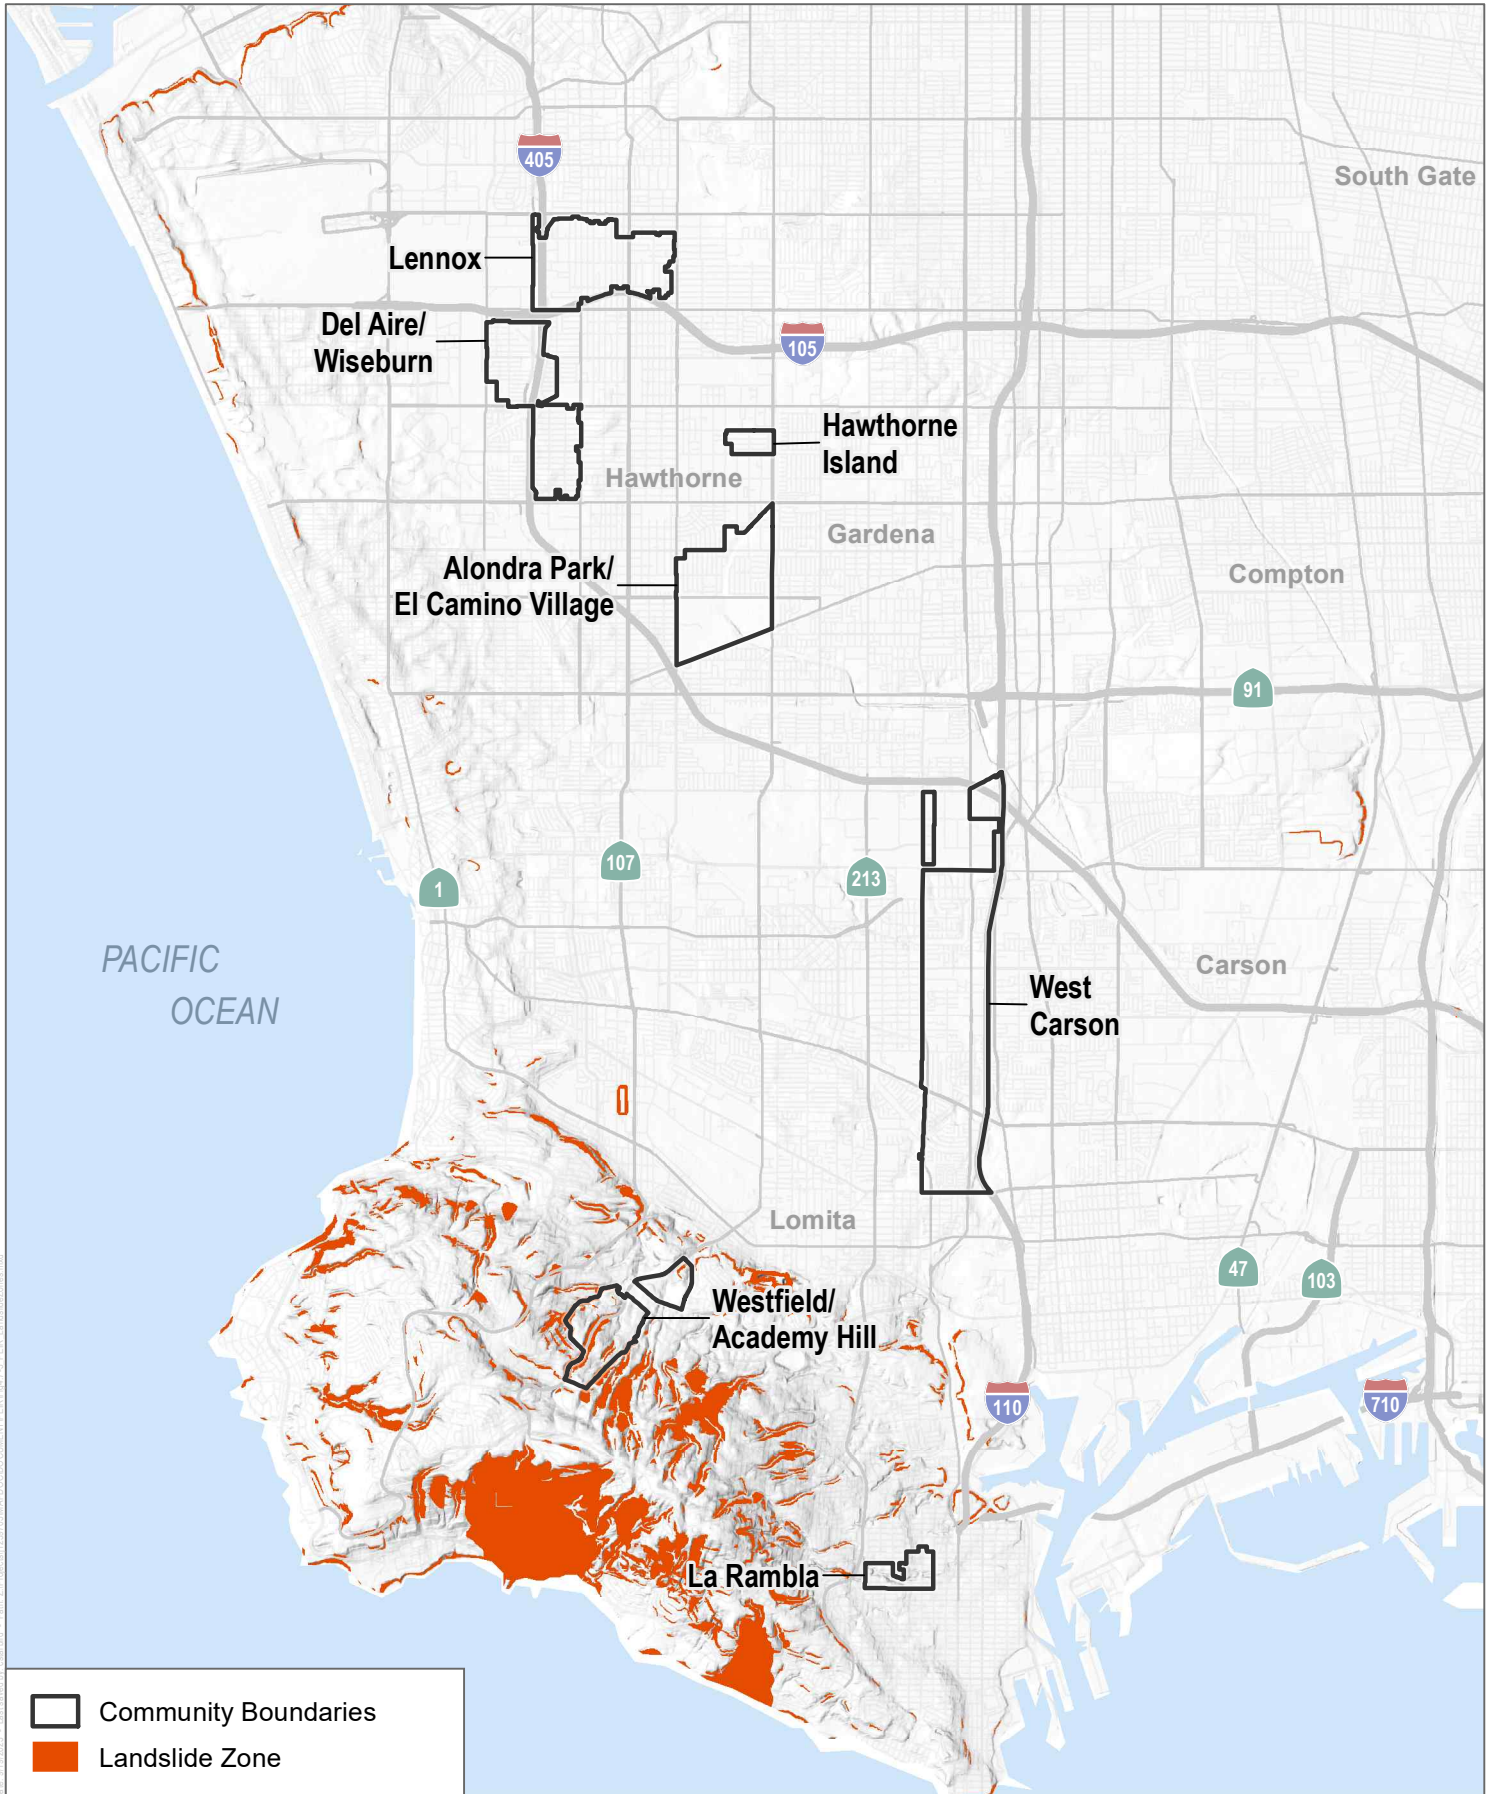 405
South Gate
Lennox
Del Aire/
Wiseburn
105
Hawthorne
Island
Hawthorne
Gardena
Alondra Park/
El Camino Village
Compton
91
107
213
1
PACIFIC
OCEAN
Carson
West
Carson
Lomita
47
103
Westfield/
Academy Hill
110
710
La Rambla
Community Boundaries
Landslide Zone